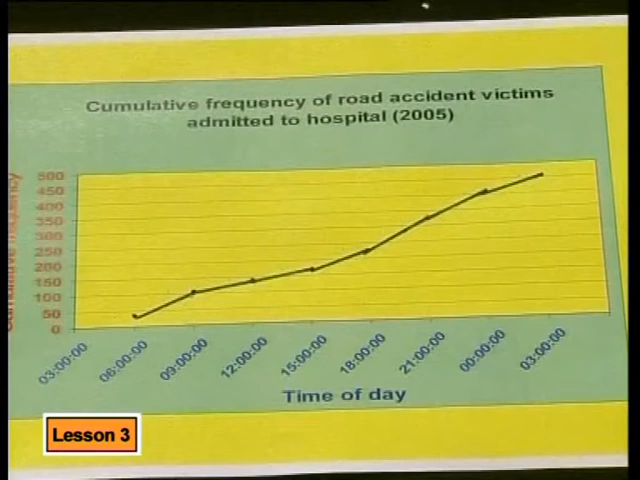 Cumulative frequency of road accident victims
admitted to hospital (2005)
Cumulative frequency
500
450
400
350
300
250
200
150
100
50
0
03:00:00 06:00:00 09:00:00 12:00:00 15:00:00 18:00:00 21:00:00 00:00:00 03:00:00
Time of day
Lesson 3